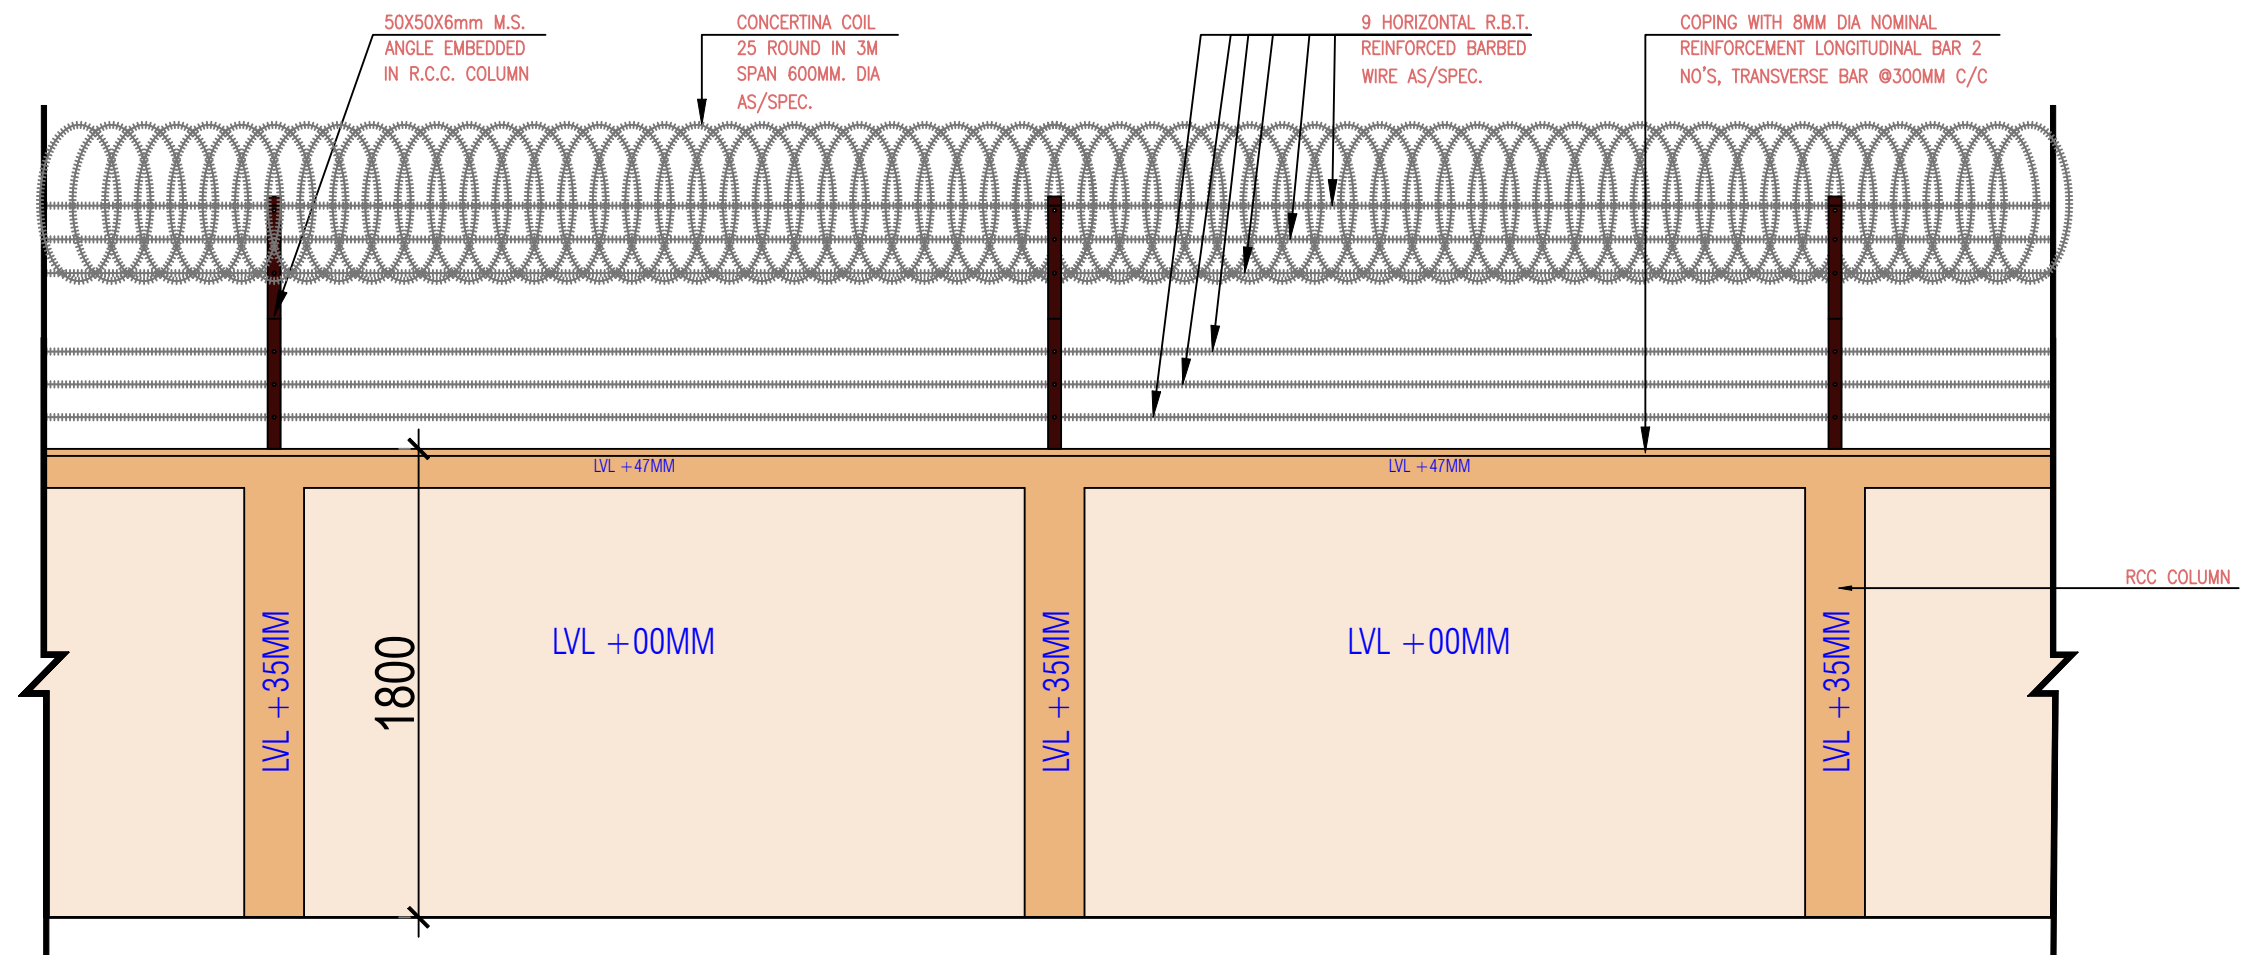 50X50X6mm M.S.
ANGLE EMBEDDED
IN R.C.C. COLUMN
CONCERTINA COIL
25 ROUND IN 3M
SPAN 600MM. DIA
AS/SPEC.
9 HORIZONTAL R.B.T.
REINFORCED BARBED
WIRE AS/SPEC.
COPING WITH 8MM DIA NOMINAL
REINFORCEMENT LONGITUDINAL BAR 2
NO'S, TRANSVERSE BAR @300MM C/C
LVL +47MM
LVL +47MM
RCC COLUMN
LVL +35MM
1800
LVL +00MM
LVL +35MM
LVL +00MM
LVL +35MM